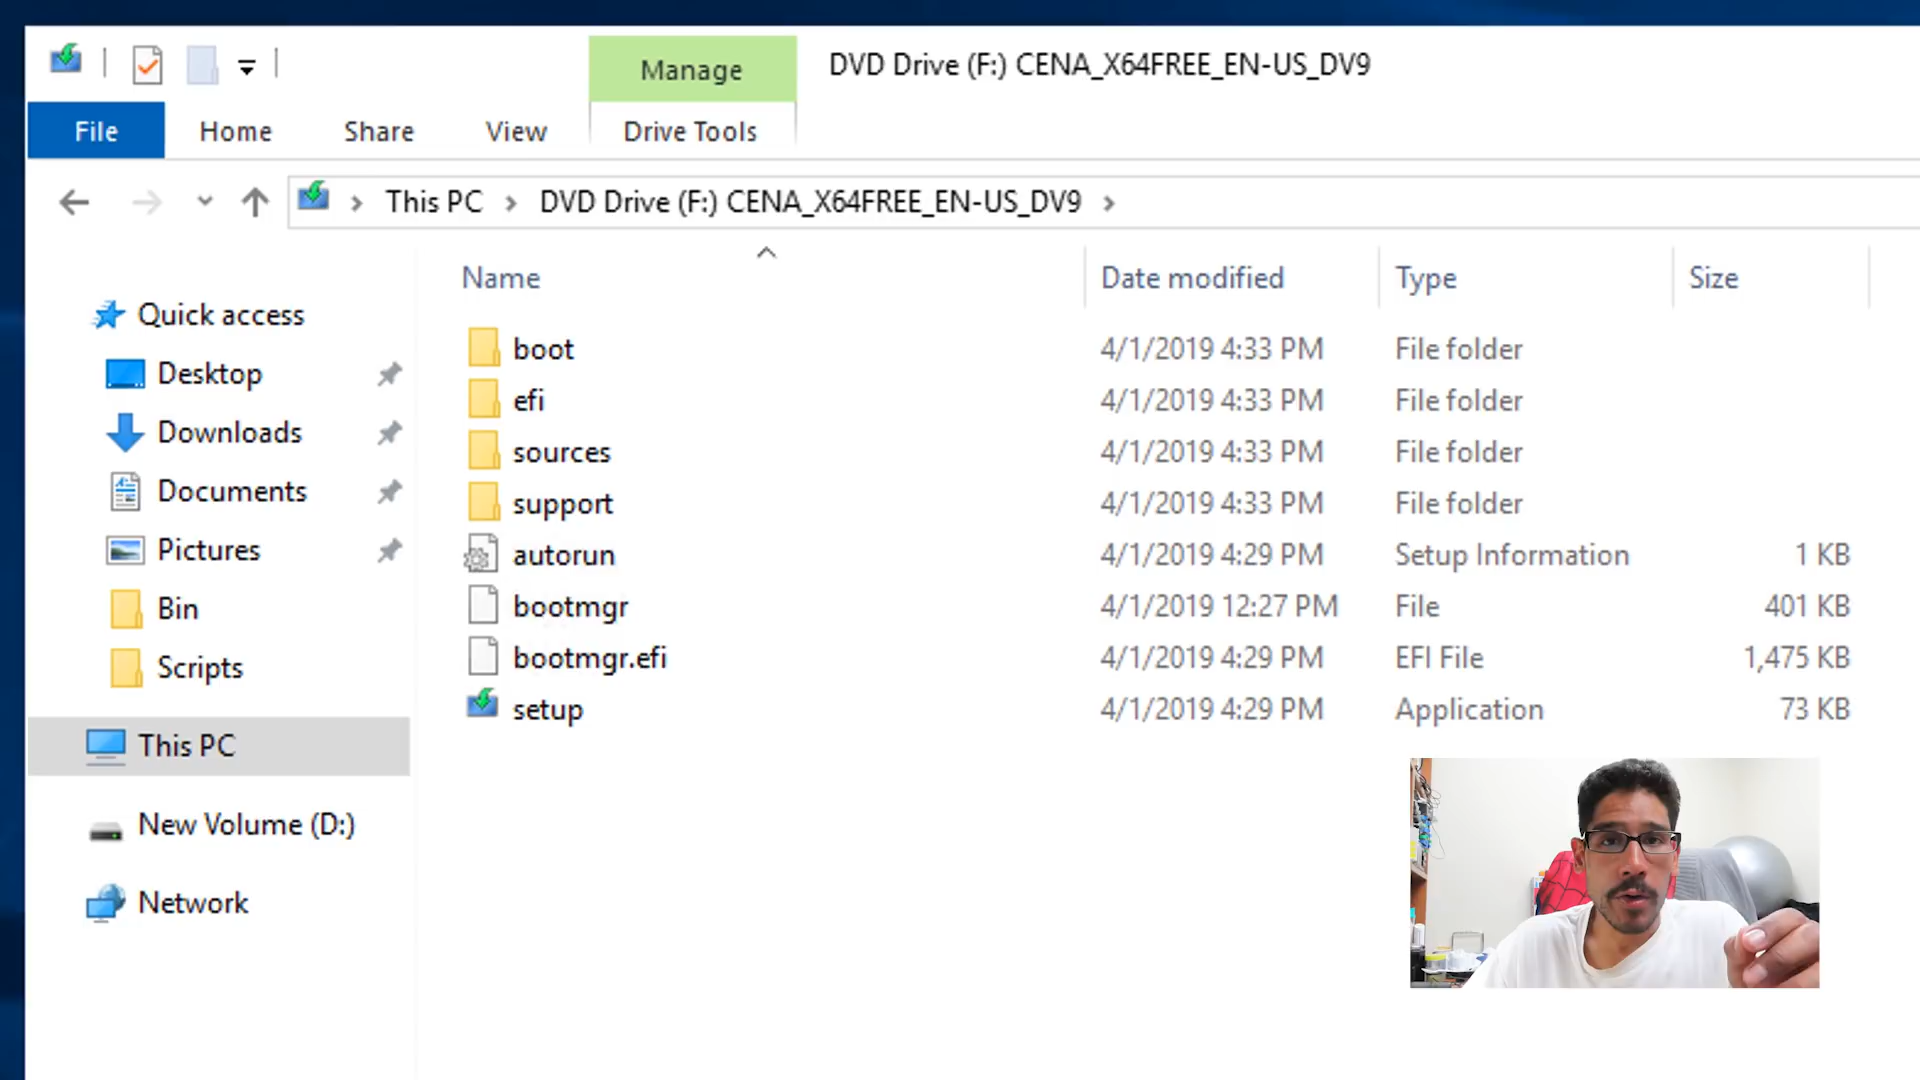 Manage
DVD Drive (F:) CENA_X64FREE_EN-US_DV9
File Home Share View Drive Tools
This PC DVD Drive (F:) CENA_X64FREE_EN-US_DV9
Name Date modified Type Size
Quick access
Desktop
Downloads
Documents
Pictures
Bin
Scripts
This PC
New Volume (D:)
Network
boot 4/1/2019 4:33 PM File folder
efi 4/1/2019 4:33 PM File folder
sources 4/1/2019 4:33 PM File folder
support 4/1/2019 4:33 PM File folder
autorun 4/1/2019 4:29 PM Setup Information 1 KB
bootmgr 4/1/2019 12:27 PM File 401 KB
bootmgr.efi 4/1/2019 4:29 PM EFI File 1,475 KB
setup 4/1/2019 4:29 PM Application 73 KB